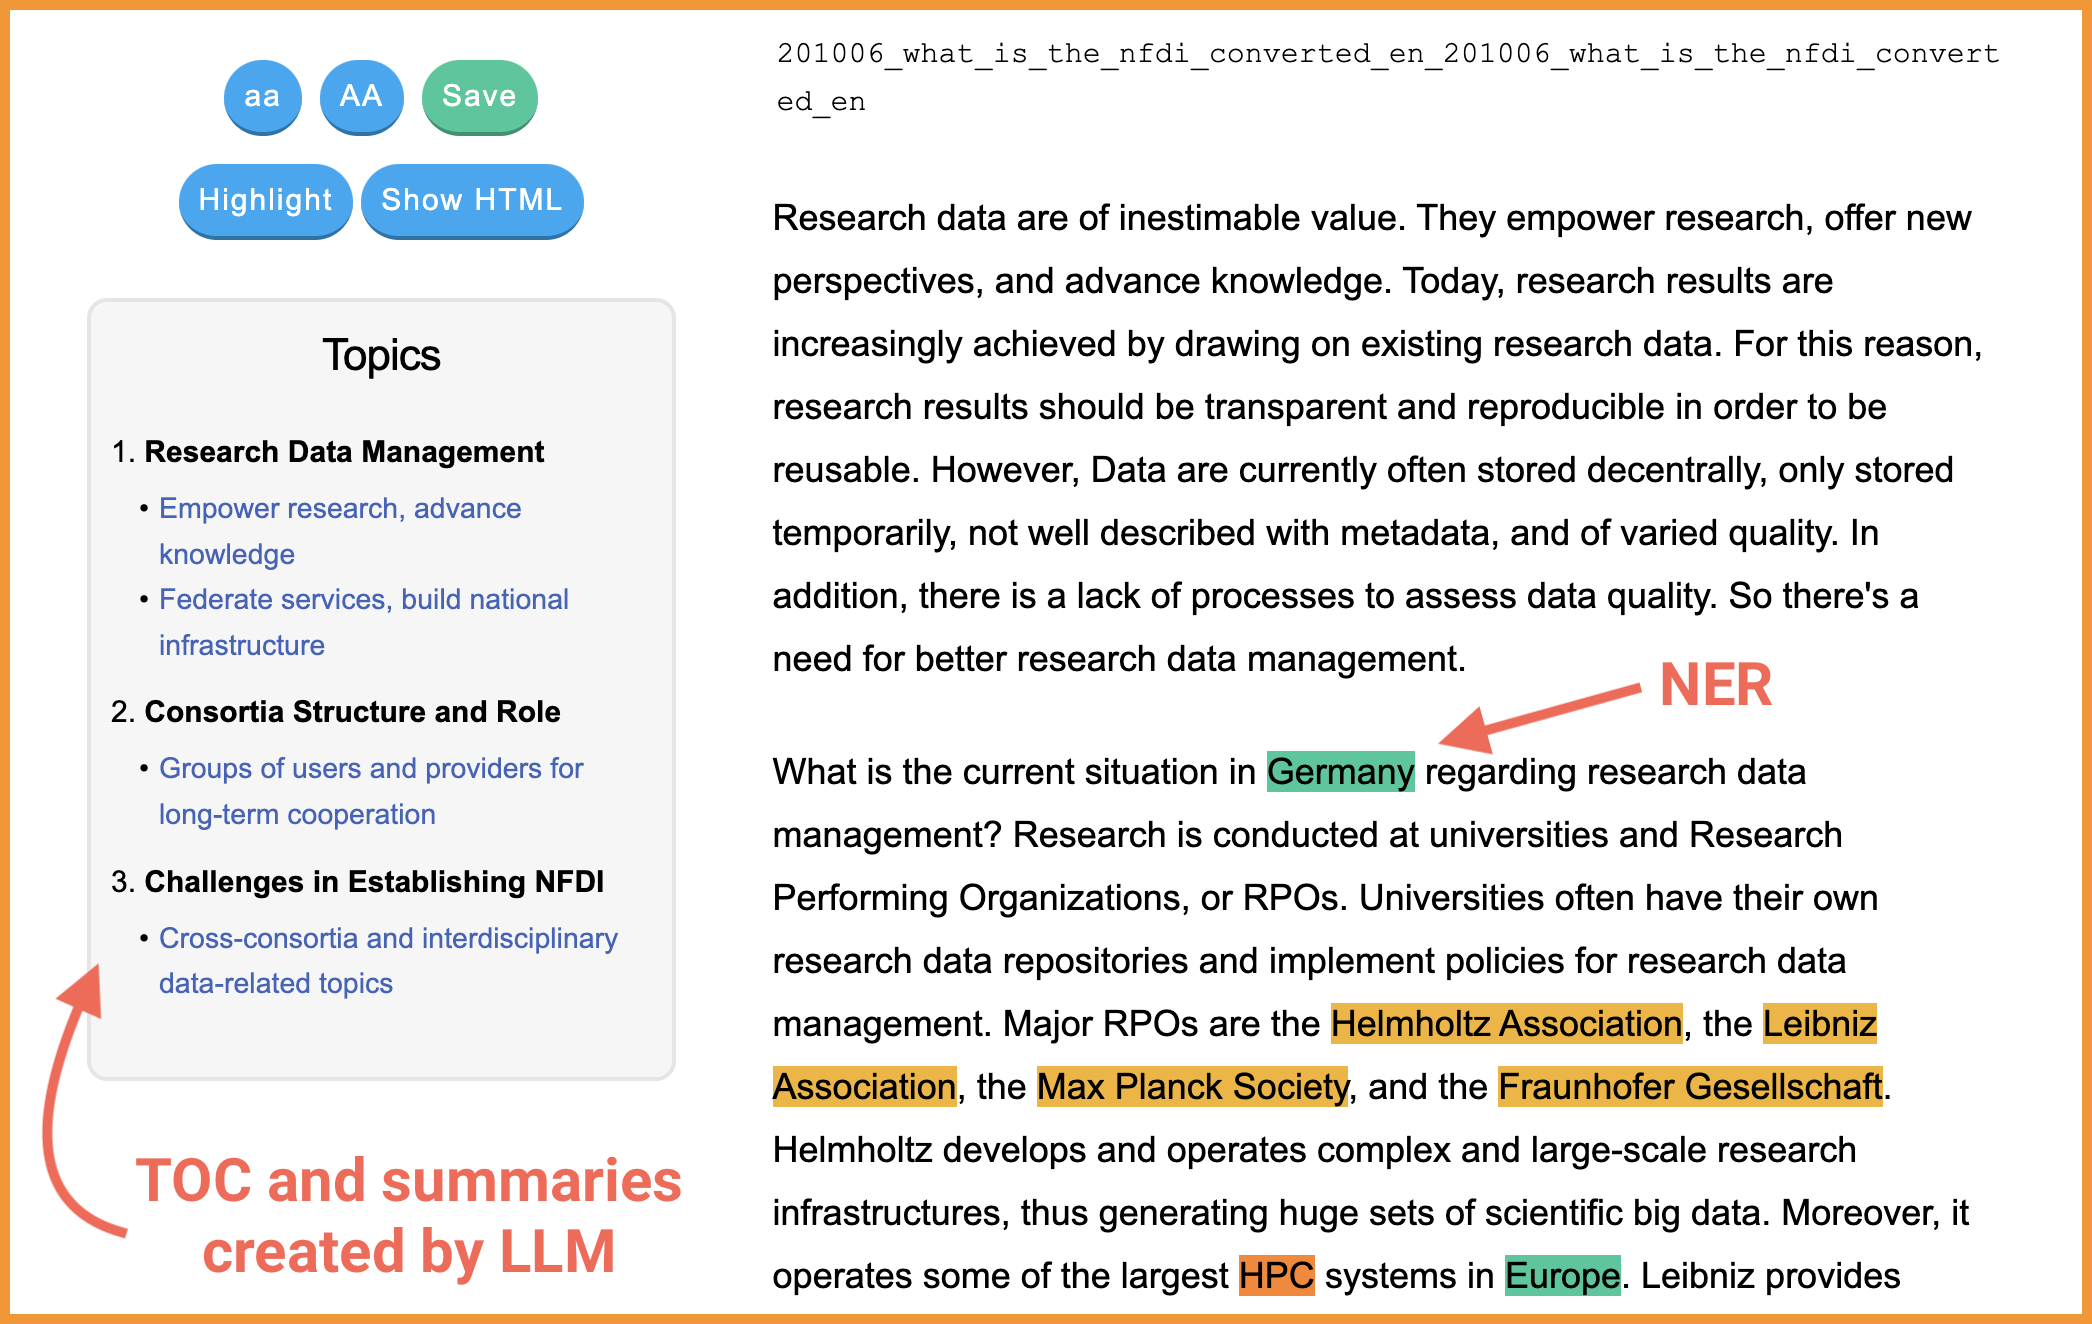 aa AA Save
Highlight Show HTML
Topics
1. Research Data Management
• Empower research, advance
knowledge
• Federate services, build national
infrastructure
2. Consortia Structure and Role
• Groups of users and providers for
long-term cooperation
3. Challenges in Establishing NFDI
• Cross-consortia and interdisciplinary
data-related topics
TOC and summaries
created by LLM
201006_what_is_the_nfdi_converted_en_201006_what_is_the_nfdi_convert
ed_en
Research data are of inestimable value. They empower research, offer new
perspectives, and advance knowledge. Today, research results are
increasingly achieved by drawing on existing research data. For this reason,
research results should be transparent and reproducible in order to be
reusable. However, Data are currently often stored decentrally, only stored
temporarily, not well described with metadata, and of varied quality. In
addition, there is a lack of processes to assess data quality. So there's a
need for better research data management.
NER
What is the current situation in Germany regarding research data
management? Research is conducted at universities and Research
Performing Organizations, or RPOs. Universities often have their own
research data repositories and implement policies for research data
management. Major RPOs are the Helmholtz Association, the Leibniz
Association, the Max Planck Society, and the Fraunhofer Gesellschaft.
Helmholtz develops and operates complex and large-scale research
infrastructures, thus generating huge sets of scientific big data. Moreover, it
operates some of the largest HPC systems in Europe. Leibniz provides